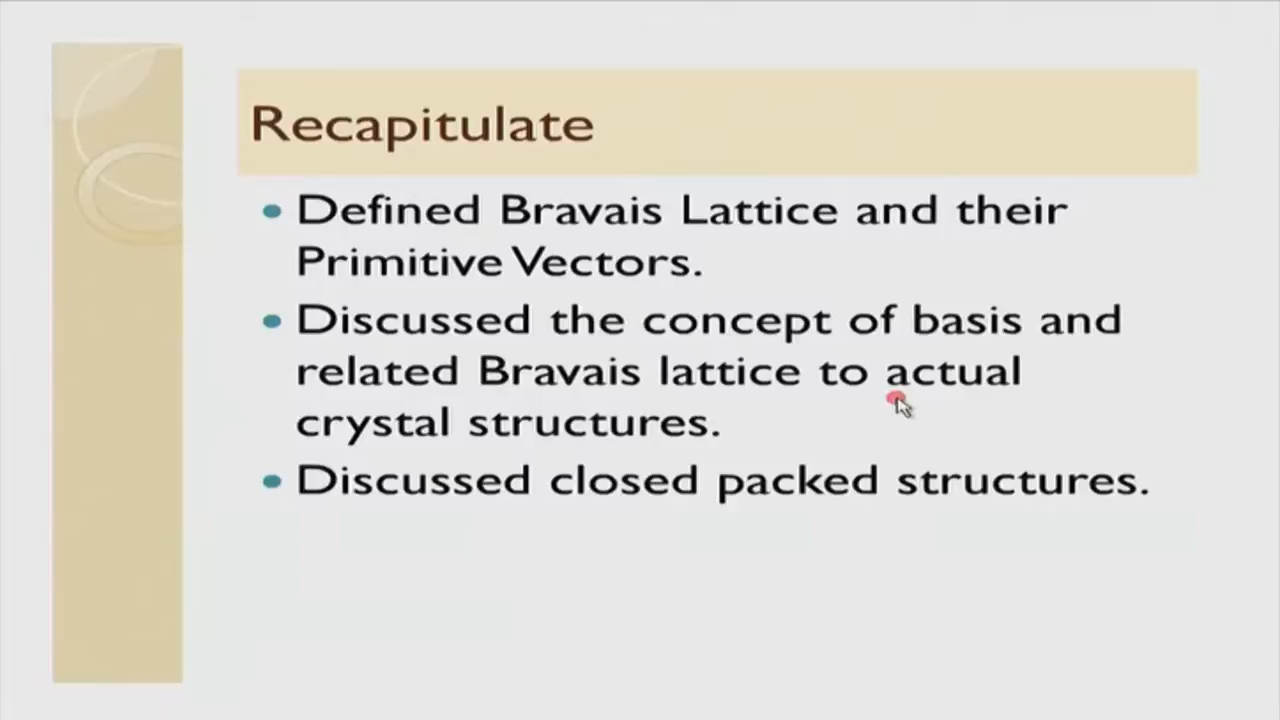 Recapitulate
• Defined Bravais Lattice and their
Primitive Vectors.
• Discussed the concept of basis and
related Bravais lattice to actual
crystal structures.
• Discussed closed packed structures.